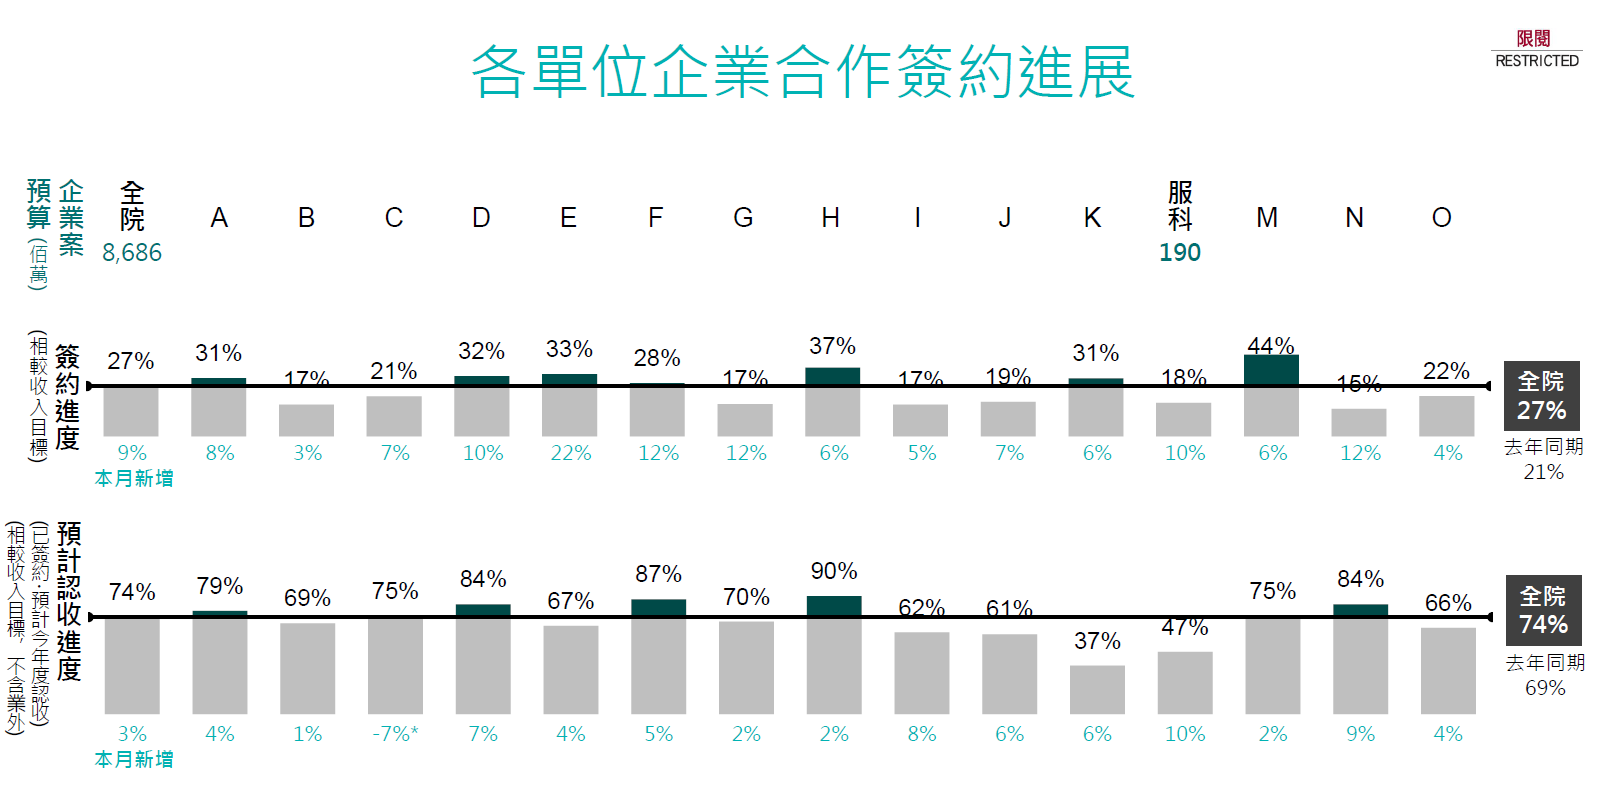 各單位企業合作簽約進展
限閱
RESTRICTED
企業案
預算(佰萬)
全院
A
B
C
D
E
F
G
H
I
J
K
服科
M
N
O
8,686
190
簽約進度
(相較收入目標)
27%
31%
17%
21%
32%
33%
28%
17%
37%
17%
19%
31%
18%
44%
15%
22%
全院
27%
去年同期
21%
9%
8%
3%
7%
10%
22%
12%
12%
6%
5%
7%
6%
10%
6%
12%
4%
本月新增
預計認收進度
(已簽約·預計今年度認收)
(相較收入目標，不含業外)
74%
79%
69%
75%
84%
67%
87%
70%
90%
62%
61%
37%
47%
75%
84%
66%
全院
74%
去年同期
69%
3%
4%
1%
-7%*
7%
4%
5%
2%
2%
8%
6%
6%
10%
2%
9%
4%
本月新增